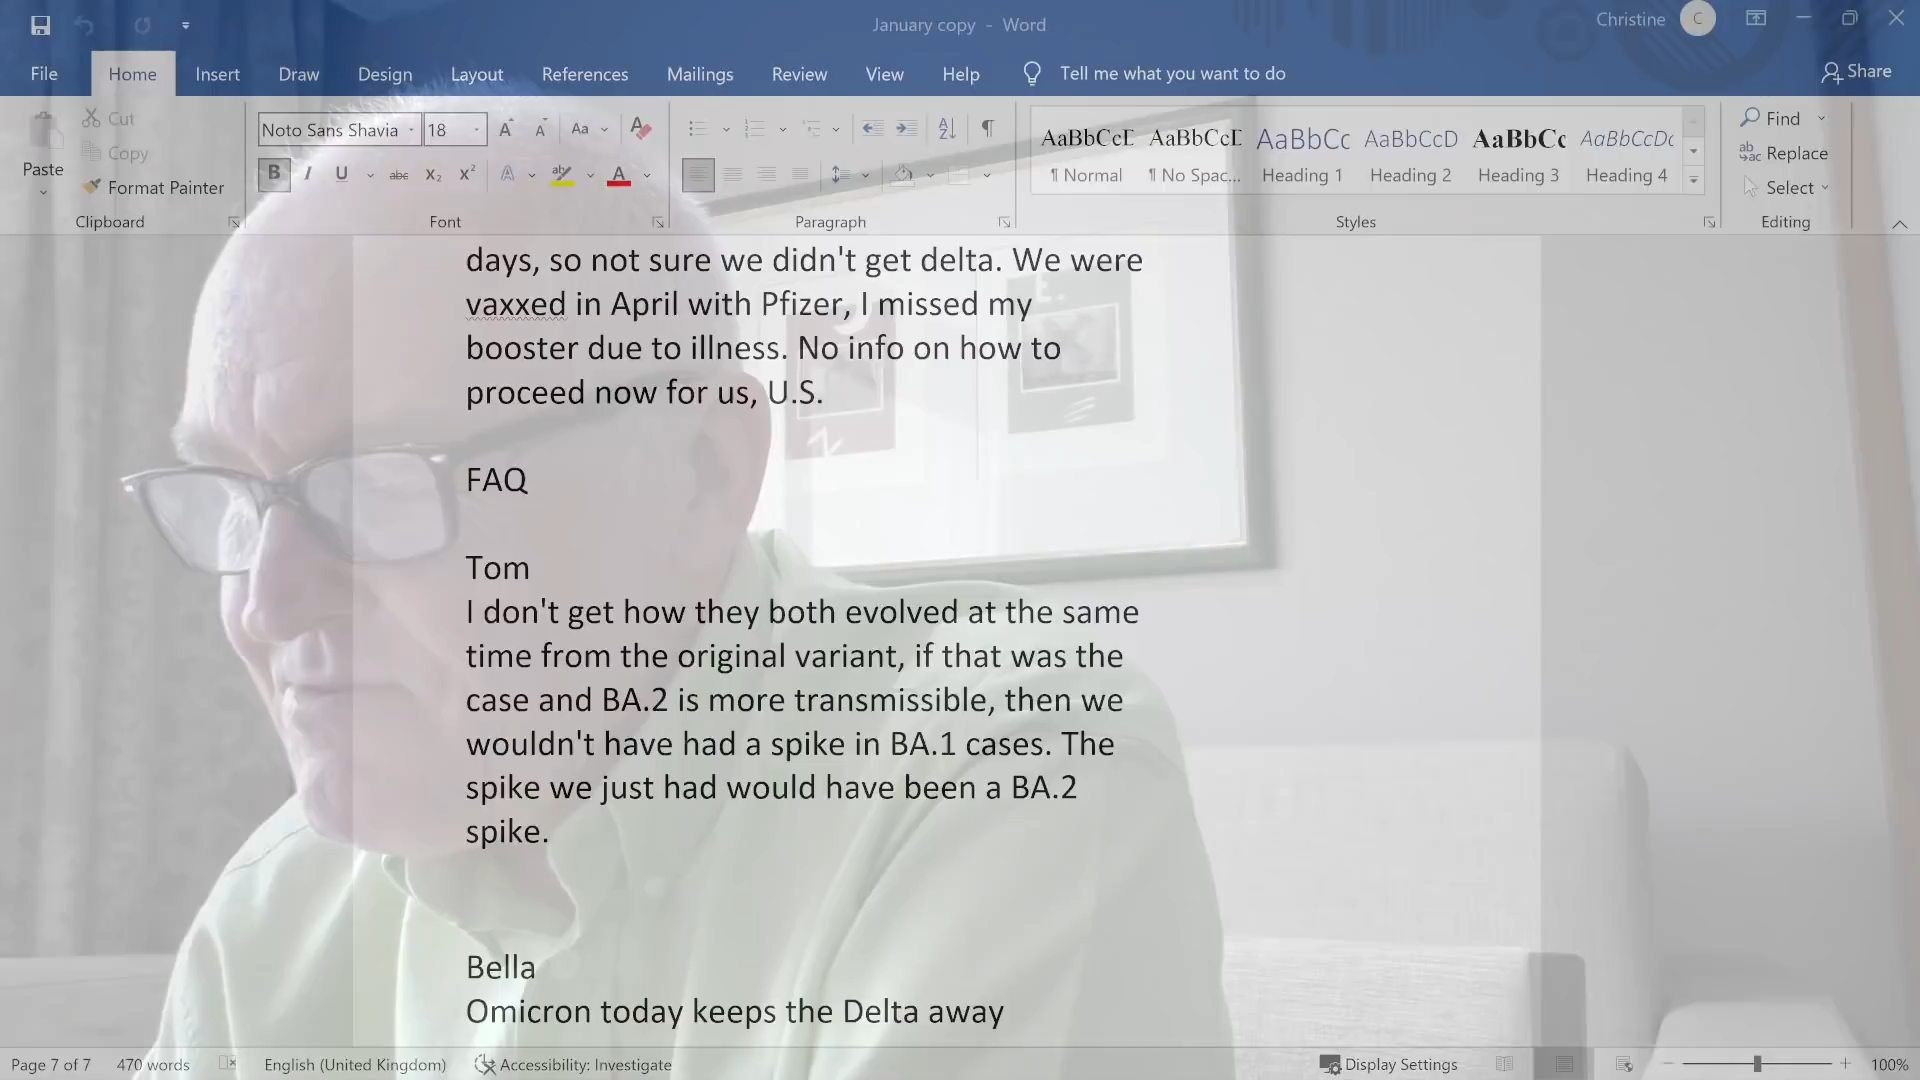 January copy - Word
Christine
C
File
Home
Insert
Draw
Design
Layout
References
Mailings
Review
View
Help
Tell me what you want to do
Share
Paste
Cut
Copy
Format Painter
Clipboard
Noto Sans Shavia
18
Aa
B I U abc X₂ X² A A
Font
Paragraph
AaBbCcD AaBbCcD AaBbCc AaBbCcD AaBbCc AaBbCcDc
¶ Normal
¶ No Spac...
Heading 1
Heading 2
Heading 3
Heading 4
Styles
Find
Replace
Select
Editing
days, so not sure we didn't get delta. We were
vaxxed in April with Pfizer, I missed my
booster due to illness. No info on how to
proceed now for us, U.S.
FAQ
Tom
I don't get how they both evolved at the same
time from the original variant, if that was the
case and BA.2 is more transmissible, then we
wouldn't have had a spike in BA.1 cases. The
spike we just had would have been a BA.2
spike.
Bella
Omicron today keeps the Delta away
Page 7 of 7
470 words
English (United Kingdom)
Accessibility: Investigate
Display Settings
100%